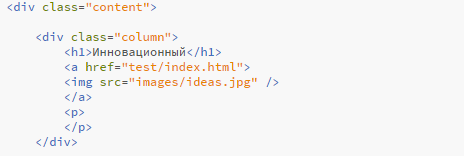 <div class="content">
<div class="column">
<h1>Инновационный</h1>
<a href="test/index.html">
<img src="images/ideas.jpg" />
</a>
<p>
</p>
</div>